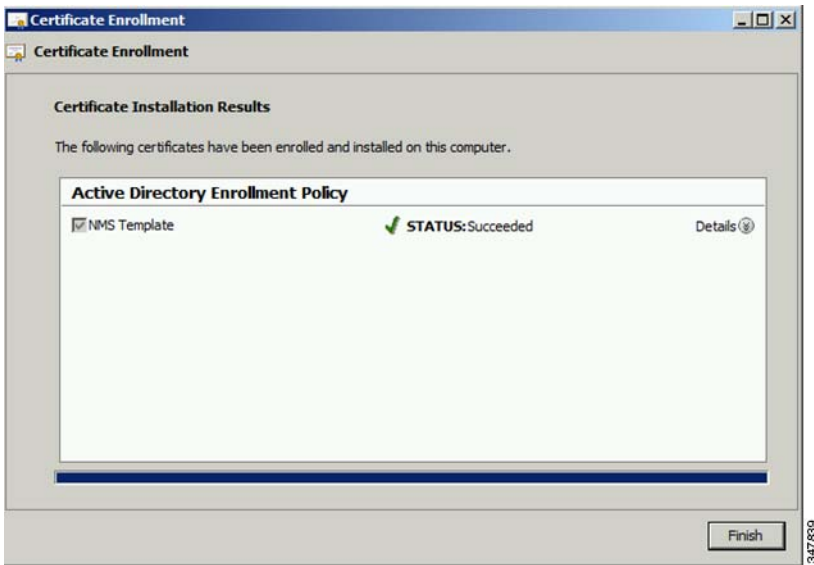 Certificate Enrollment
Certificate Enrollment
Certificate Installation Results
The following certificates have been enrolled and installed on this computer.
Active Directory Enrollment Policy
NMS Template STATUS: Succeeded Details
Finish
347839